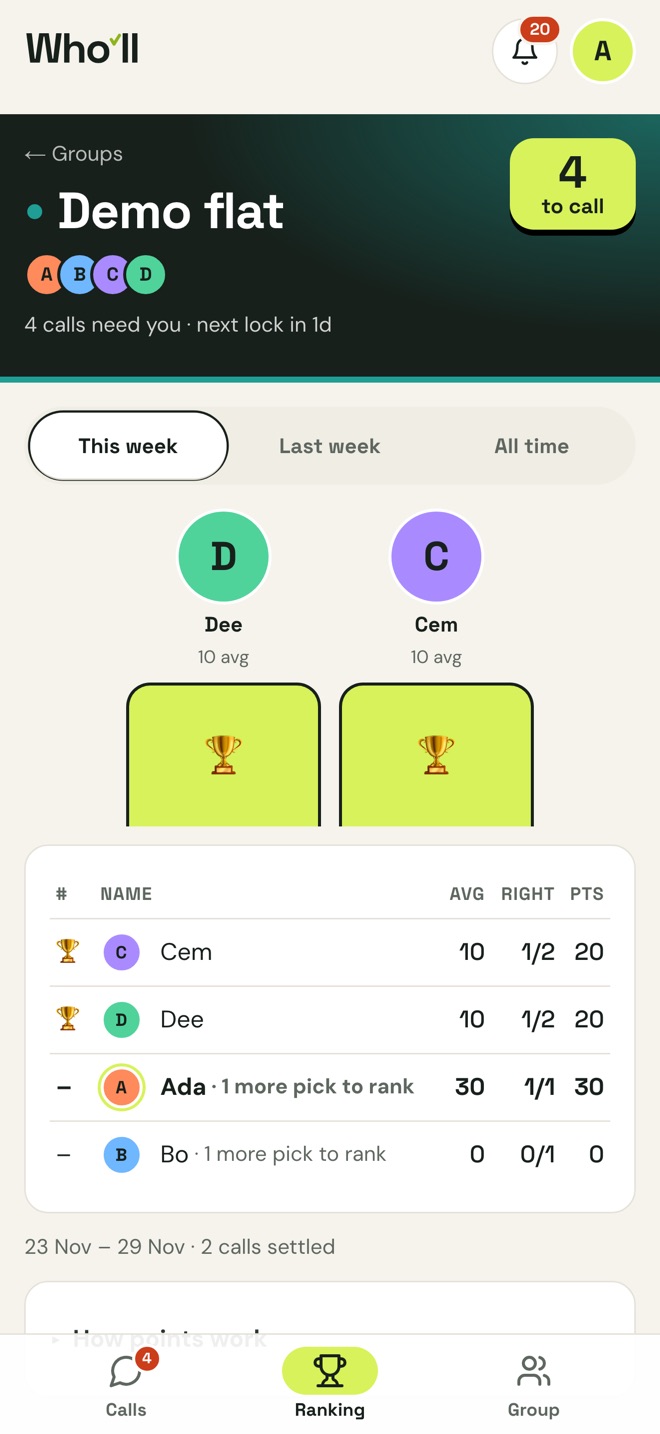 Who'll
20
A
← Groups
Demo flat
4
to call
A B C D
4 calls need you · next lock in 1d
This week Last week All time
D C
Dee Cem
10 avg 10 avg
# NAME AVG RIGHT PTS
C Cem 10 1/2 20
D Dee 10 1/2 20
– A Ada · 1 more pick to rank 30 1/1 30
– B Bo · 1 more pick to rank 0 0/1 0
23 Nov – 29 Nov · 2 calls settled
How points work
4
Calls Ranking Group